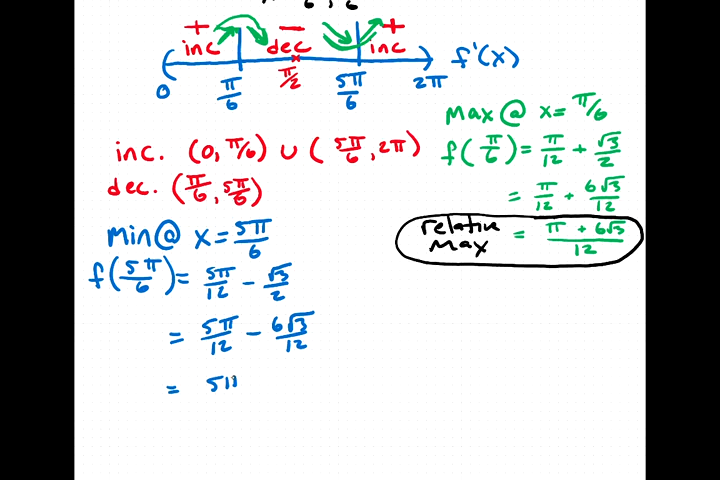 + − +
inc dec inc f'(x)
0 π/6 π/2 5π/6 2π
inc. (0, π/6) ∪ (5π/6, 2π)
dec. (π/6, 5π/6)
min @ x = 5π/6
f(5π/6) = 5π/12 − √3/2
= 5π/12 − 6√3/12
= 5π
max @ x = π/6
f(π/6) = π/12 + √3/2
= π/12 + 6√3/12
relative max = π + 6√3/12